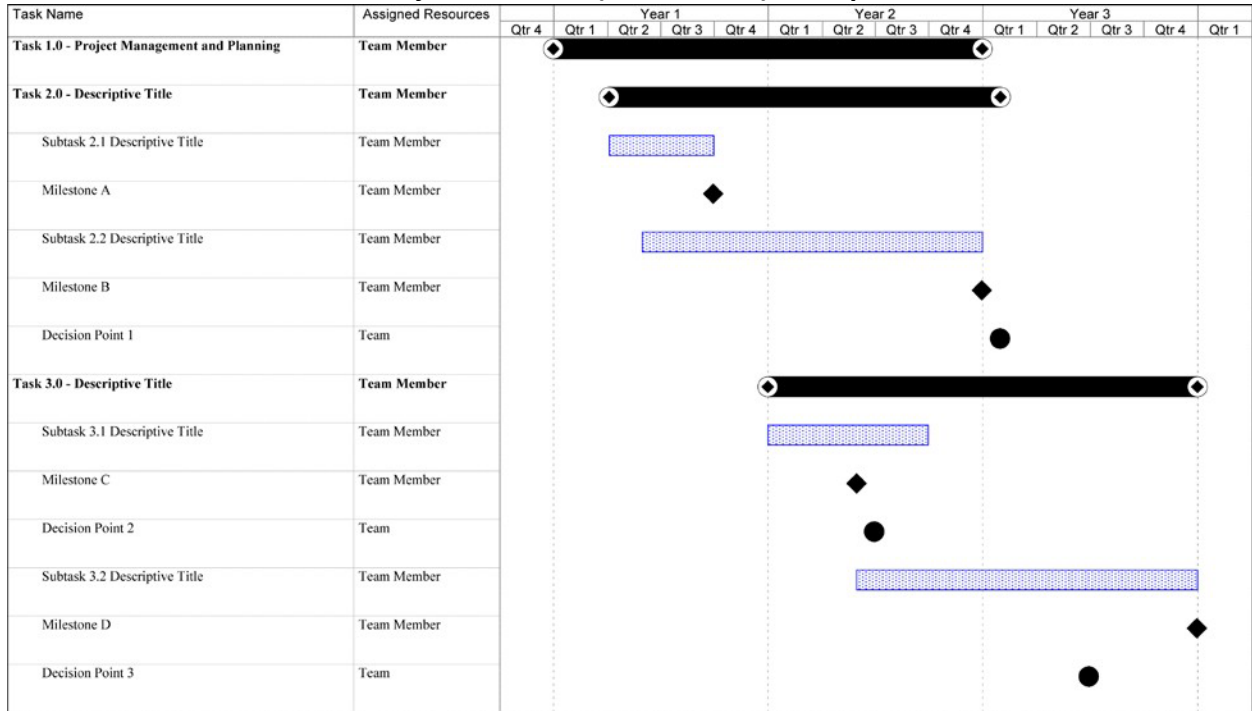 Task Name Assigned Resources Year 1 Year 2 Year 3
Qtr 4 Qtr 1 Qtr 2 Qtr 3 Qtr 4 Qtr 1 Qtr 2 Qtr 3 Qtr 4 Qtr 1 Qtr 2 Qtr 3 Qtr 4 Qtr 1
Task 1.0 - Project Management and Planning Team Member
Task 2.0 - Descriptive Title Team Member
Subtask 2.1 Descriptive Title Team Member
Milestone A Team Member
Subtask 2.2 Descriptive Title Team Member
Milestone B Team Member
Decision Point 1 Team
Task 3.0 - Descriptive Title Team Member
Subtask 3.1 Descriptive Title Team Member
Milestone C Team Member
Decision Point 2 Team
Subtask 3.2 Descriptive Title Team Member
Milestone D Team Member
Decision Point 3 Team